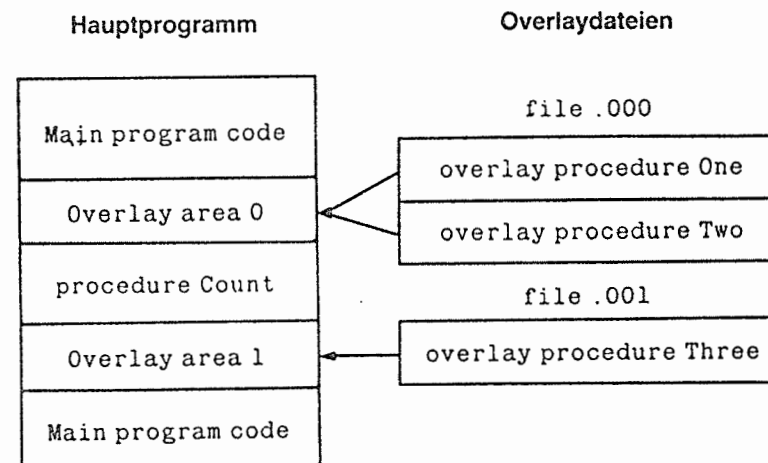 Hauptprogramm
Overlaydateien
Main program code
Overlay area 0
procedure Count
Overlay area 1
Main program code
file .000
overlay procedure One
overlay procedure Two
file .001
overlay procedure Three